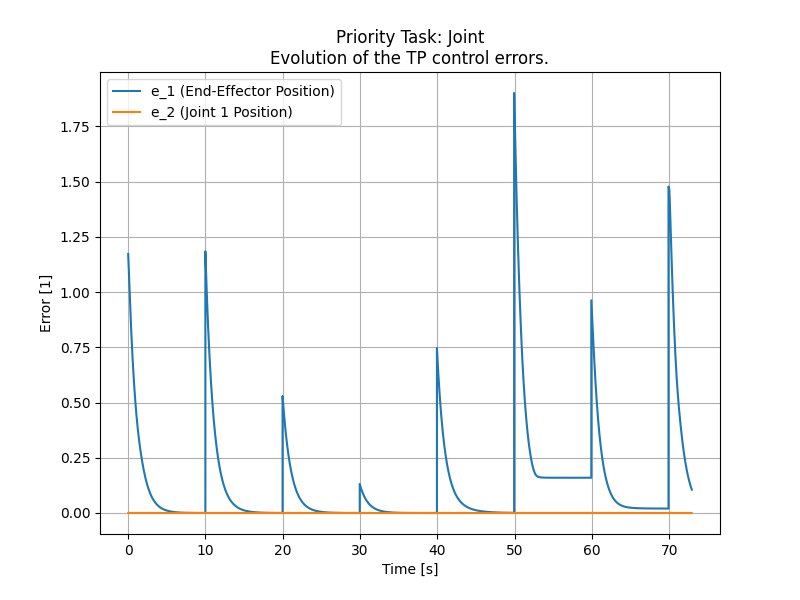 Priority Task: Joint
Evolution of the TP control errors.
e_1 (End-Effector Position)
e_2 (Joint 1 Position)
Error [1]
1.75
1.50
1.25
1.00
0.75
0.50
0.25
0.00
0 10 20 30 40 50 60 70
Time [s]